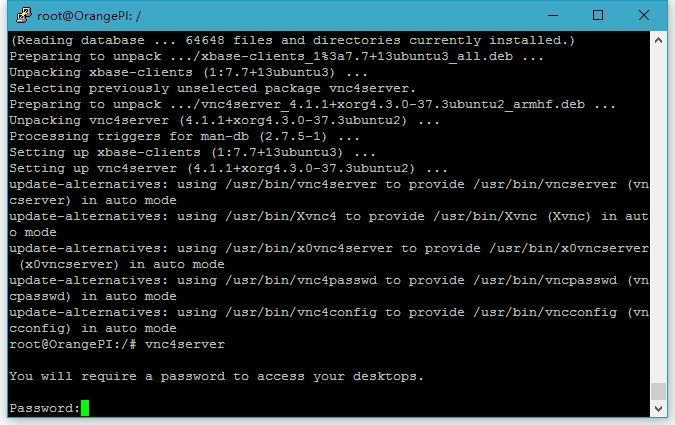 root@OrangePI: /
(Reading database ... 64648 files and directories currently installed.)
Preparing to unpack .../xbase-clients_1%3a7.7+13ubuntu3_all.deb ...
Unpacking xbase-clients (1:7.7+13ubuntu3) ...
Selecting previously unselected package vnc4server.
Preparing to unpack .../vnc4server_4.1.1+xorg4.3.0-37.3ubuntu2_armhf.deb ...
Unpacking vnc4server (4.1.1+xorg4.3.0-37.3ubuntu2) ...
Processing triggers for man-db (2.7.5-1) ...
Setting up xbase-clients (1:7.7+13ubuntu3) ...
Setting up vnc4server (4.1.1+xorg4.3.0-37.3ubuntu2) ...
update-alternatives: using /usr/bin/vnc4server to provide /usr/bin/vncserver (vn
cserver) in auto mode
update-alternatives: using /usr/bin/Xvnc4 to provide /usr/bin/Xvnc (Xvnc) in aut
o mode
update-alternatives: using /usr/bin/x0vnc4server to provide /usr/bin/x0vncserver
 (x0vncserver) in auto mode
update-alternatives: using /usr/bin/vnc4passwd to provide /usr/bin/vncpasswd (vn
cpasswd) in auto mode
update-alternatives: using /usr/bin/vnc4config to provide /usr/bin/vncconfig (vn
cconfig) in auto mode
root@OrangePI:/# vnc4server
You will require a password to access your desktops.
Password: